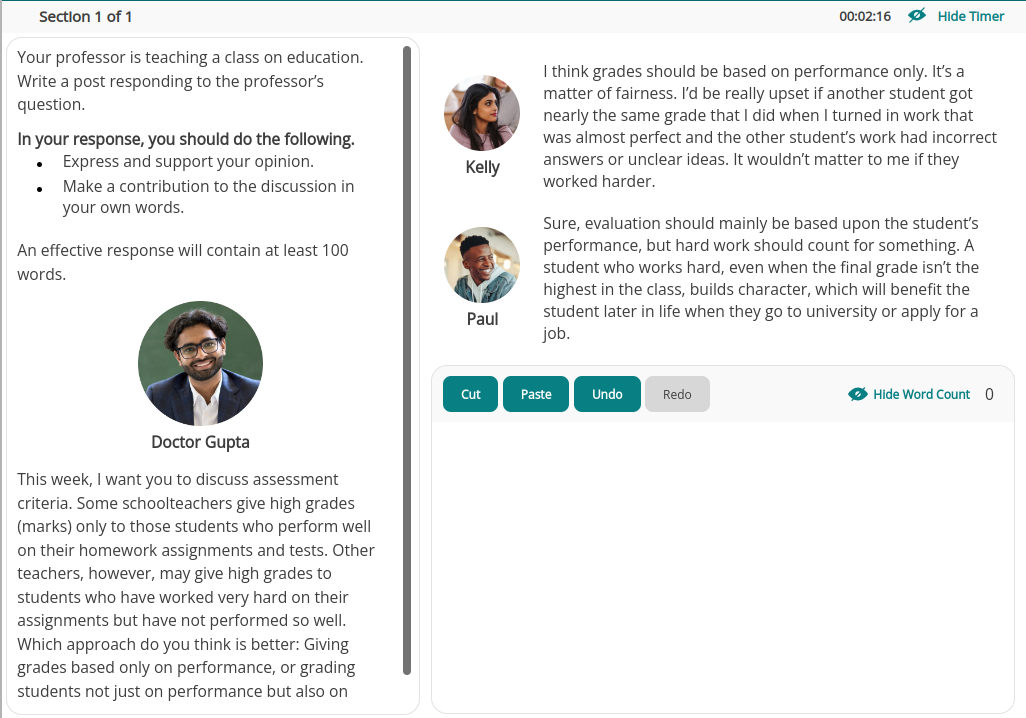 Section 1 of 1
00:02:16 Hide Timer
Your professor is teaching a class on education.
Write a post responding to the professor’s
question.
In your response, you should do the following.
• Express and support your opinion.
• Make a contribution to the discussion in
your own words.
An effective response will contain at least 100
words.
Doctor Gupta
This week, I want you to discuss assessment
criteria. Some schoolteachers give high grades
(marks) only to those students who perform well
on their homework assignments and tests. Other
teachers, however, may give high grades to
students who have worked very hard on their
assignments but have not performed so well.
Which approach do you think is better: Giving
grades based only on performance, or grading
students not just on performance but also on
I think grades should be based on performance only. It’s a
matter of fairness. I’d be really upset if another student got
nearly the same grade that I did when I turned in work that
was almost perfect and the other student’s work had incorrect
answers or unclear ideas. It wouldn’t matter to me if they
worked harder.
Kelly
Sure, evaluation should mainly be based upon the student’s
performance, but hard work should count for something. A
student who works hard, even when the final grade isn’t the
highest in the class, builds character, which will benefit the
student later in life when they go to university or apply for a
job.
Paul
Cut Paste Undo Redo Hide Word Count 0